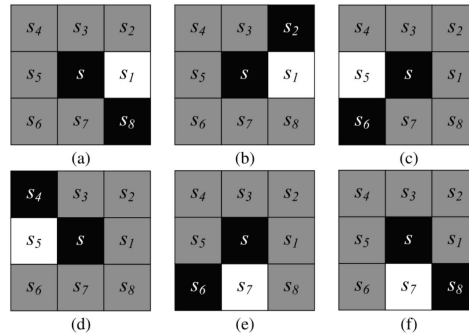 s₄ s₃ s₂ s₄ s₃ s₂ s₄ s₃ s₂
s₅ s s₁ s₅ s s₁ s₅ s s₁
s₆ s₇ s₈ s₆ s₇ s₈ s₆ s₇ s₈
(a) (b) (c)
s₄ s₃ s₂ s₄ s₃ s₂ s₄ s₃ s₂
s₅ s s₁ s₅ s s₁ s₅ s s₁
s₆ s₇ s₈ s₆ s₇ s₈ s₆ s₇ s₈
(d) (e) (f)